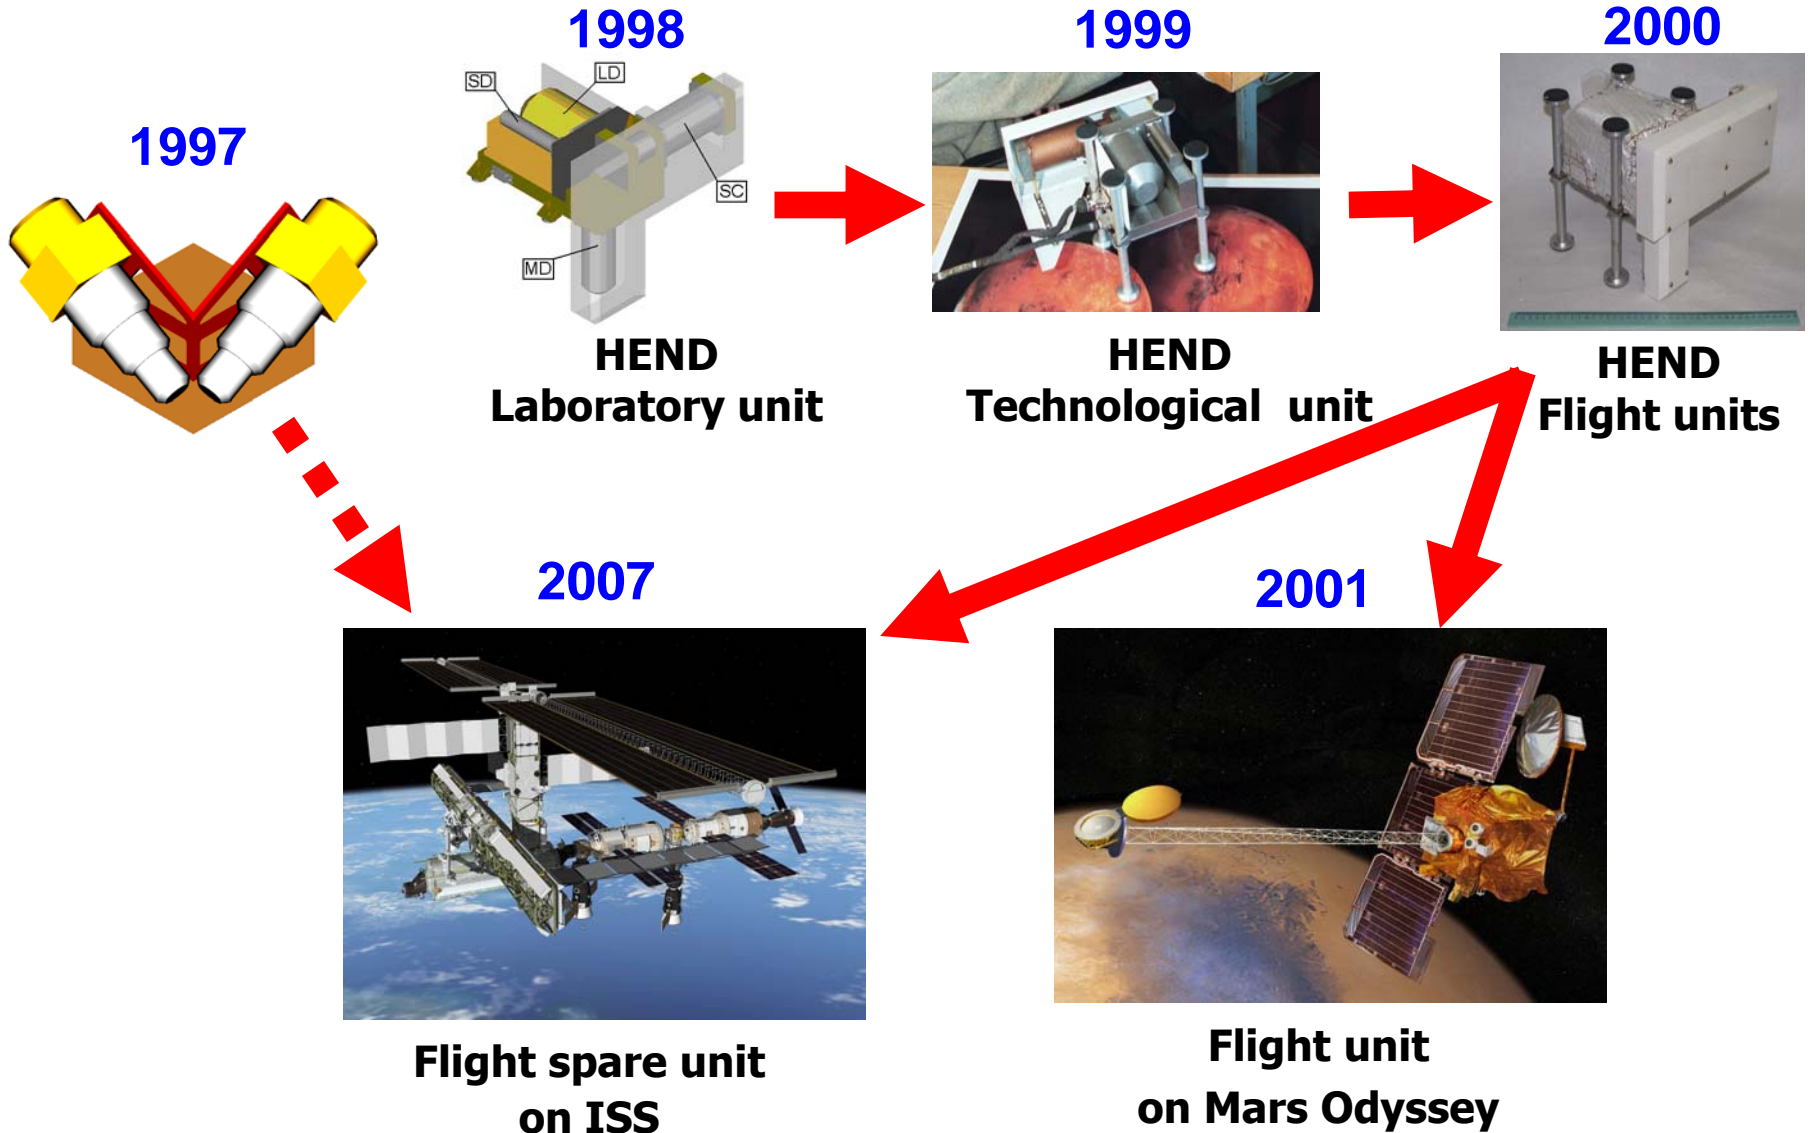 1997
1998
SD
LD
SC
MD
HEND
Laboratory unit
1999
HEND
Technological unit
2000
HEND
Flight units
2007
Flight spare unit
on ISS
2001
Flight unit
on Mars Odyssey